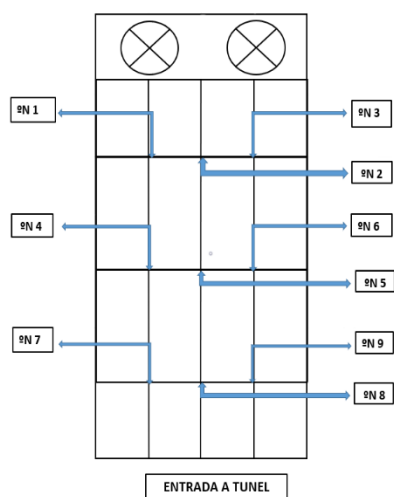 ºN 1
ºN 3
ºN 2
ºN 4
ºN 6
ºN 5
ºN 7
ºN 9
ºN 8
ENTRADA A TUNEL